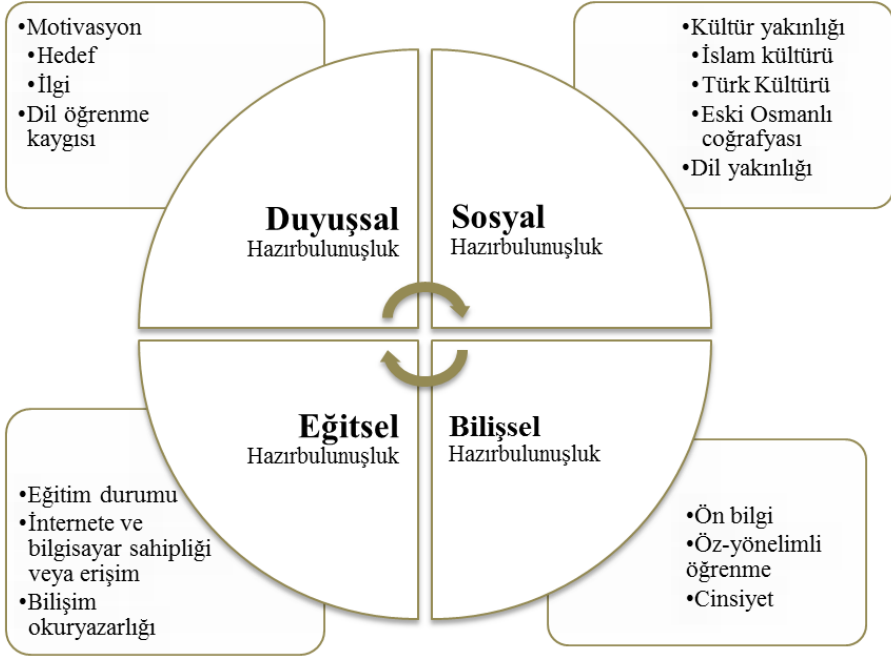 •Motivasyon
•Hedef
•İlgi
•Dil öğrenme
kaygısı
•Kültür yakınlığı
•İslam kültürü
•Türk Kültürü
•Eski Osmanlı
coğrafyası
•Dil yakınlığı
Duyuşsal
Hazırbulunuşluk
Sosyal
Hazırbulunuşluk
Eğitsel
Hazırbulunuşluk
Bilişsel
Hazırbulunuşluk
•Eğitim durumu
•İnternete ve
bilgisayar sahipliği
veya erişim
•Bilişim
okuryazarlığı
•Ön bilgi
•Öz-yönelimli
öğrenme
•Cinsiyet